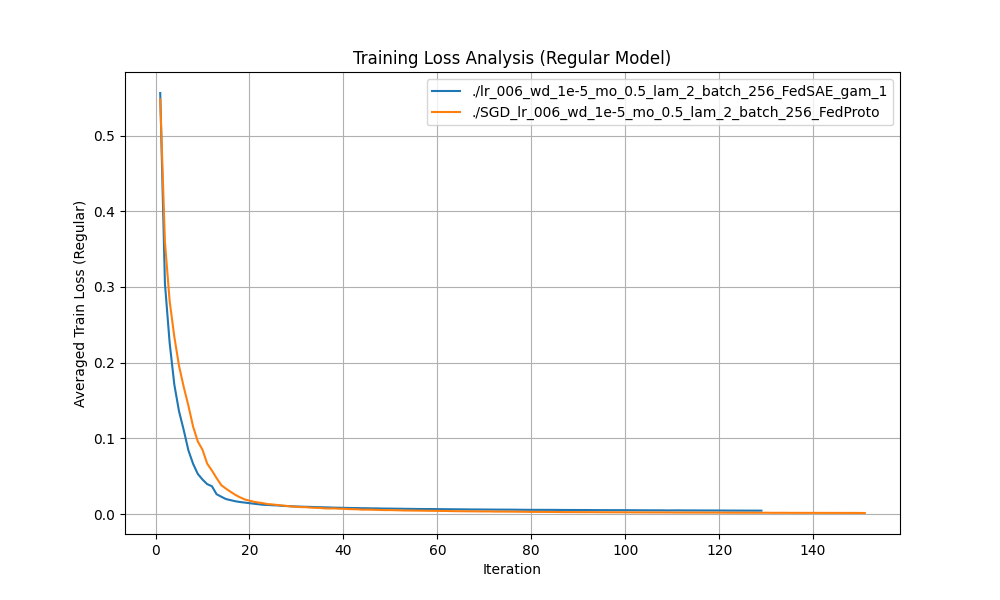 Training Loss Analysis (Regular Model)
./lr_006_wd_1e-5_mo_0.5_lam_2_batch_256_FedSAE_gam_1
./SGD_lr_006_wd_1e-5_mo_0.5_lam_2_batch_256_FedProto
Averaged Train Loss (Regular)
0.5
0.4
0.3
0.2
0.1
0.0
0 20 40 60 80 100 120 140
Iteration